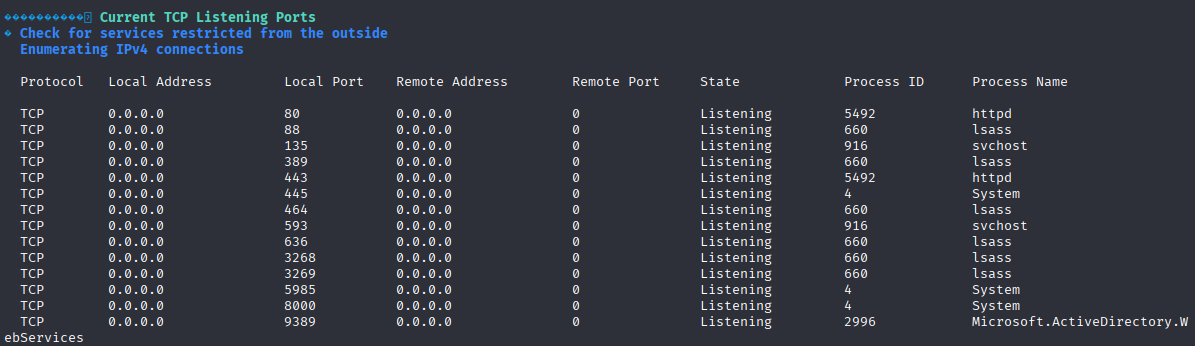 ������������ Current TCP Listening Ports
� Check for services restricted from the outside
Enumerating IPv4 connections
Protocol Local Address Local Port Remote Address Remote Port State Process ID Process Name
TCP 0.0.0.0 80 0.0.0.0 0 Listening 5492 httpd
TCP 0.0.0.0 88 0.0.0.0 0 Listening 660 lsass
TCP 0.0.0.0 135 0.0.0.0 0 Listening 916 svchost
TCP 0.0.0.0 389 0.0.0.0 0 Listening 660 lsass
TCP 0.0.0.0 443 0.0.0.0 0 Listening 5492 httpd
TCP 0.0.0.0 445 0.0.0.0 0 Listening 4 System
TCP 0.0.0.0 464 0.0.0.0 0 Listening 660 lsass
TCP 0.0.0.0 593 0.0.0.0 0 Listening 916 svchost
TCP 0.0.0.0 636 0.0.0.0 0 Listening 660 lsass
TCP 0.0.0.0 3268 0.0.0.0 0 Listening 660 lsass
TCP 0.0.0.0 3269 0.0.0.0 0 Listening 660 lsass
TCP 0.0.0.0 5985 0.0.0.0 0 Listening 4 System
TCP 0.0.0.0 8000 0.0.0.0 0 Listening 4 System
TCP 0.0.0.0 9389 0.0.0.0 0 Listening 2996 Microsoft.ActiveDirectory.W
ebServices